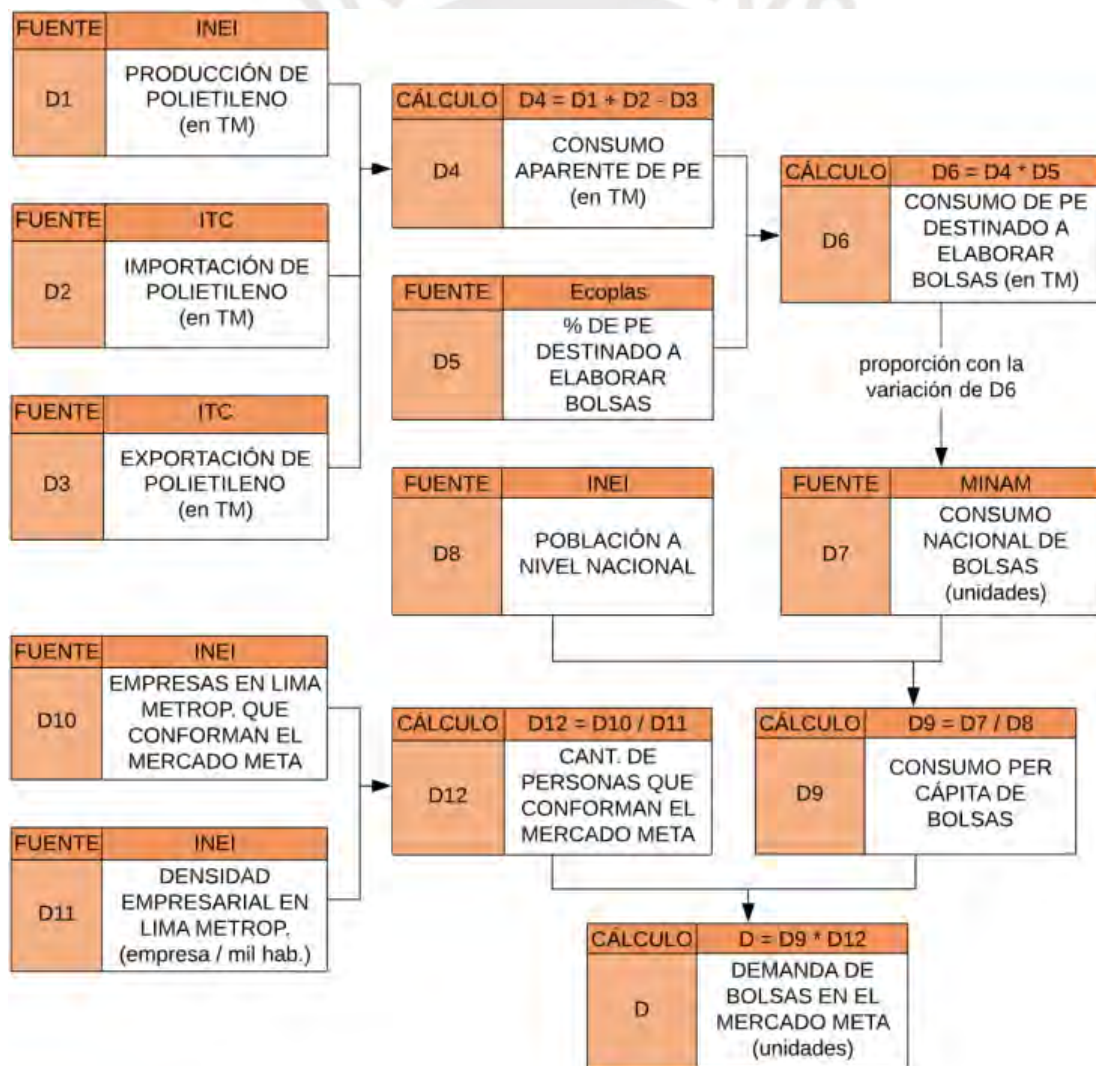 FUENTE INEI
D1
PRODUCCIÓN DE
POLIETILENO
(en TM)
FUENTE ITC
D2
IMPORTACIÓN DE
POLIETILENO
(en TM)
FUENTE ITC
D3
EXPORTACIÓN DE
POLIETILENO
(en TM)
CÁLCULO D4 = D1 + D2 - D3
D4
CONSUMO
APARENTE DE PE
(en TM)
FUENTE Ecoplas
D5
% DE PE
DESTINADO A
ELABORAR
BOLSAS
CÁLCULO D6 = D4 * D5
D6
CONSUMO DE PE
DESTINADO A
ELABORAR
BOLSAS (en TM)
proporción con la
variación de D6
FUENTE INEI
D8
POBLACIÓN A
NIVEL NACIONAL
FUENTE MINAM
D7
CONSUMO
NACIONAL DE
BOLSAS
(unidades)
FUENTE INEI
D10
EMPRESAS EN LIMA
METROP. QUE
CONFORMAN EL
MERCADO META
FUENTE INEI
D11
DENSIDAD
EMPRESARIAL EN
LIMA METROP.
(empresa / mil hab.)
CÁLCULO D12 = D10 / D11
D12
CANT. DE
PERSONAS QUE
CONFORMAN EL
MERCADO META
CÁLCULO D9 = D7 / D8
D9
CONSUMO PER
CÁPITA DE
BOLSAS
CÁLCULO D = D9 * D12
D
DEMANDA DE
BOLSAS EN EL
MERCADO META
(unidades)